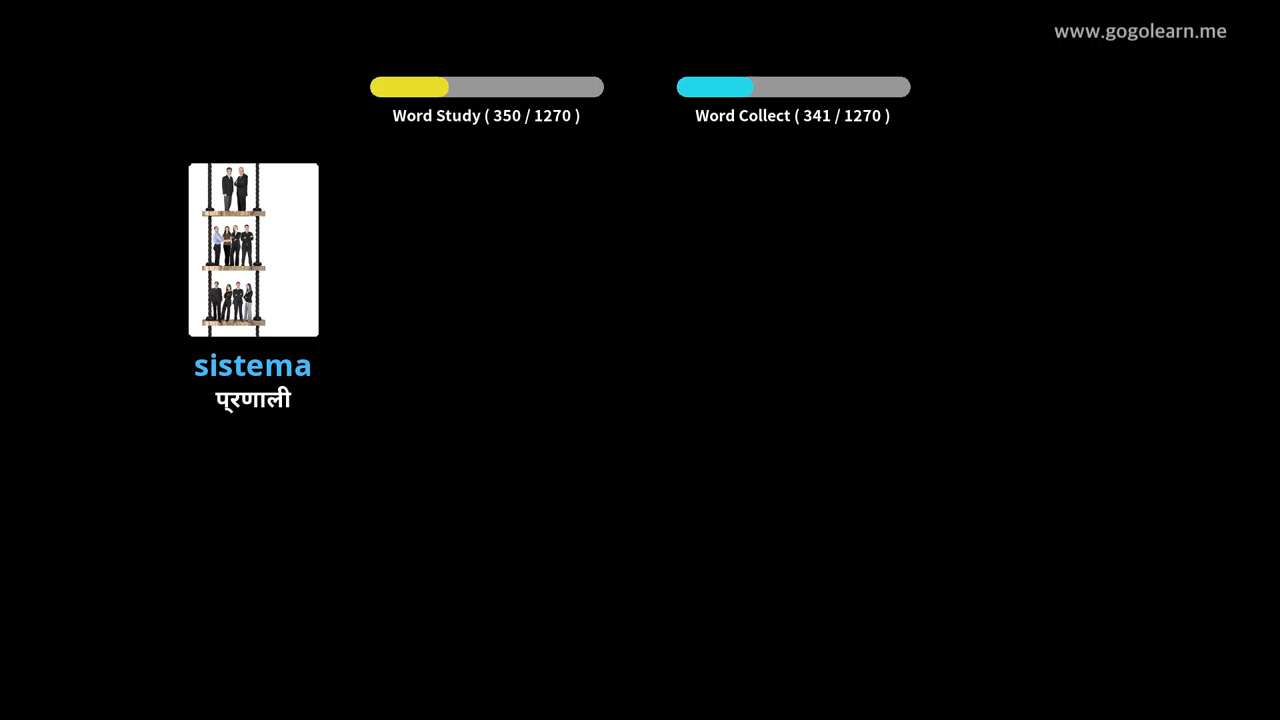 www.gogolearn.me
Word Study ( 350 / 1270 )
Word Collect ( 341 / 1270 )
sistema
प्रणाली